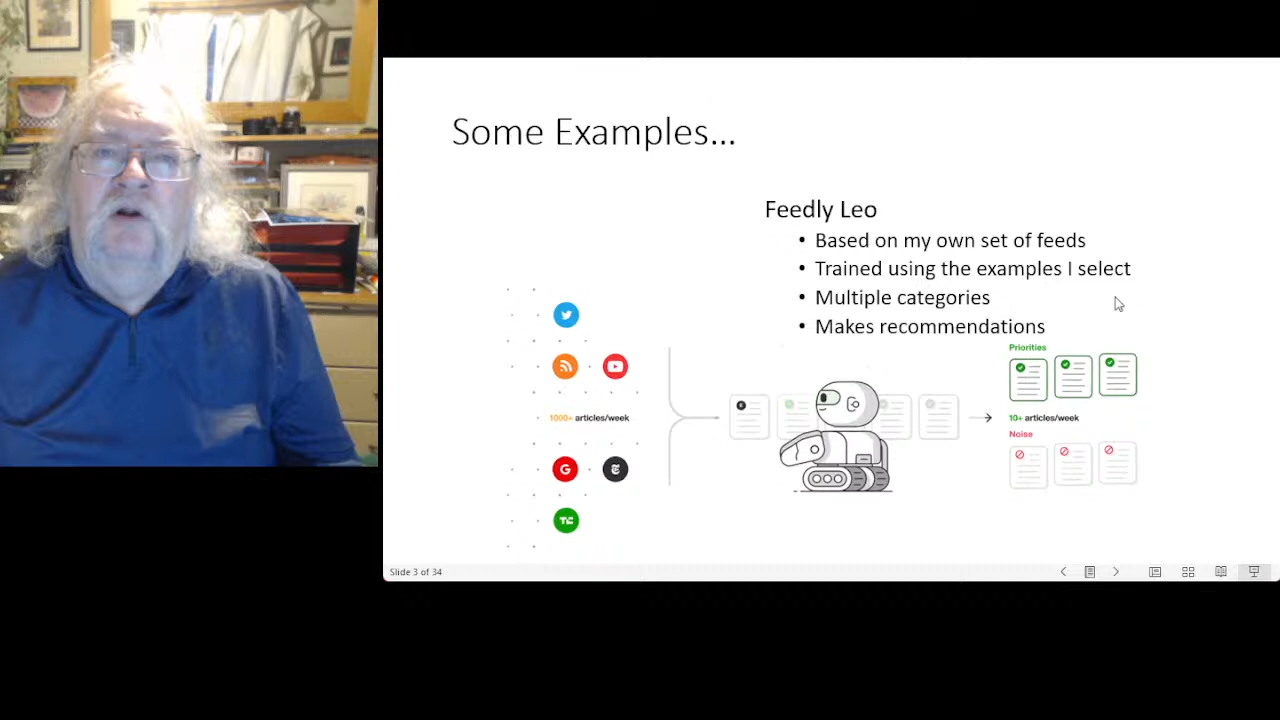 Some Examples...
Feedly Leo
• Based on my own set of feeds
• Trained using the examples I select
• Multiple categories
• Makes recommendations
Priorities
1000+ articles/week
10+ articles/week
Noise
G
TC
Slide 3 of 34